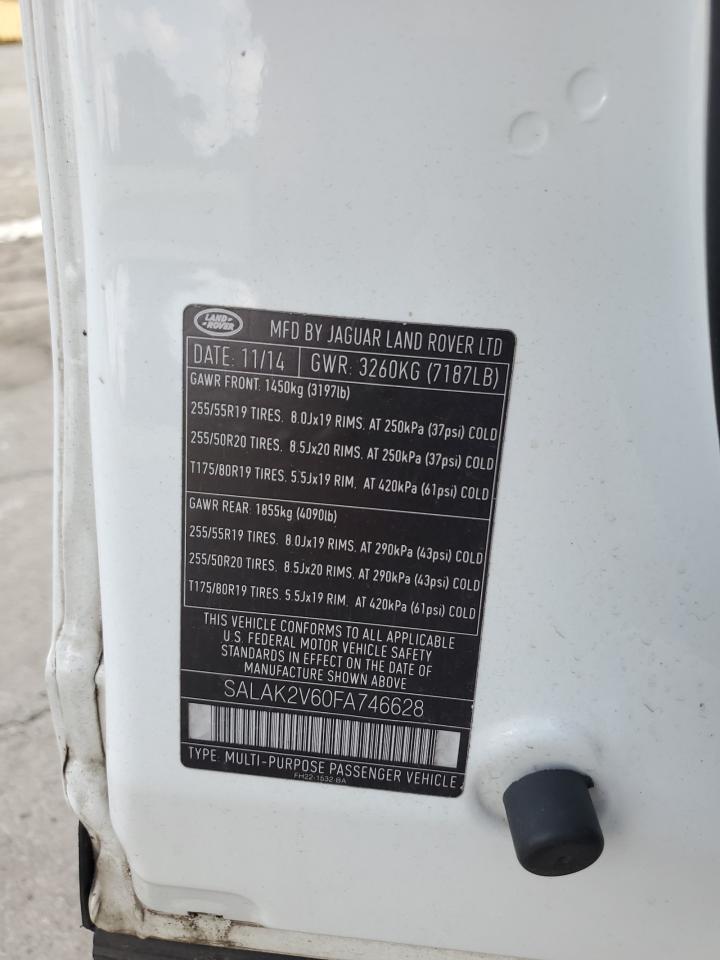 LAND-
-ROVER
MFD BY JAGUAR LAND ROVER LTD
DATE: 11/14 GWR: 3260KG (7187LB)
GAWR FRONT. 1450kg (3197lb)
255/55R19 TIRES. 8.0Jx19 RIMS. AT 250kPa (37psi) COLD
255/50R20 TIRES. 8.5Jx20 RIMS. AT 250kPa (37psi) COLD
T175/80R19 TIRES. 5.5Jx19 RIM. AT 420kPa (61psi) COLD
GAWR REAR. 1855kg (4090lb)
255/55R19 TIRES. 8.0Jx19 RIMS. AT 290kPa (43psi) COLD
255/50R20 TIRES. 8.5Jx20 RIMS. AT 290kPa (43psi) COLD
T175/80R19 TIRES. 5.5Jx19 RIM. AT 420kPa (61psi) COLD
THIS VEHICLE CONFORMS TO ALL APPLICABLE
U.S. FEDERAL MOTOR VEHICLE SAFETY
STANDARDS IN EFFECT ON THE DATE OF
MANUFACTURE SHOWN ABOVE.
SALAK2V60FA746628
TYPE: MULTI-PURPOSE PASSENGER VEHICLE
FH22-1532-BA